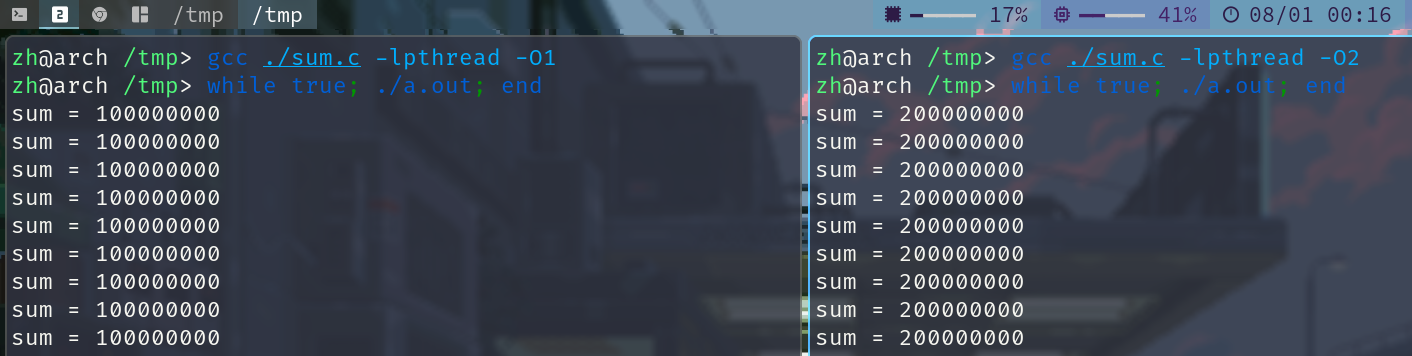 2 /tmp /tmp 17% 41% 08/01 00:16
zh@arch /tmp> gcc ./sum.c -lpthread -O1
zh@arch /tmp> while true; ./a.out; end
sum = 100000000
sum = 100000000
sum = 100000000
sum = 100000000
sum = 100000000
sum = 100000000
sum = 100000000
sum = 100000000
sum = 100000000
zh@arch /tmp> gcc ./sum.c -lpthread -O2
zh@arch /tmp> while true; ./a.out; end
sum = 200000000
sum = 200000000
sum = 200000000
sum = 200000000
sum = 200000000
sum = 200000000
sum = 200000000
sum = 200000000
sum = 200000000